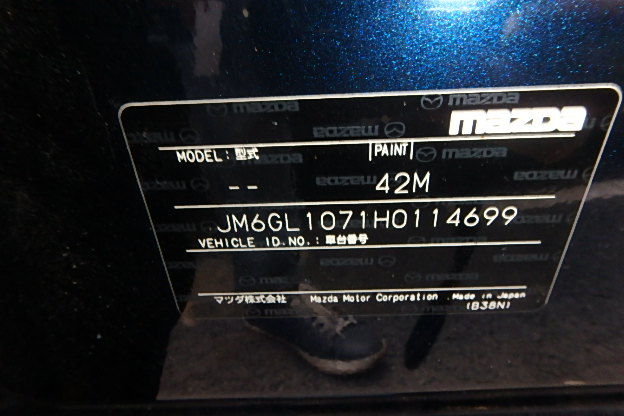 mazda
MODEL: 型式 PAINT
-- 42M
JM6GL1071H0114699
VEHICLE ID.NO.: 車台番号
マツダ株式会社 Mazda Motor Corporation Made in Japan
(B38N)